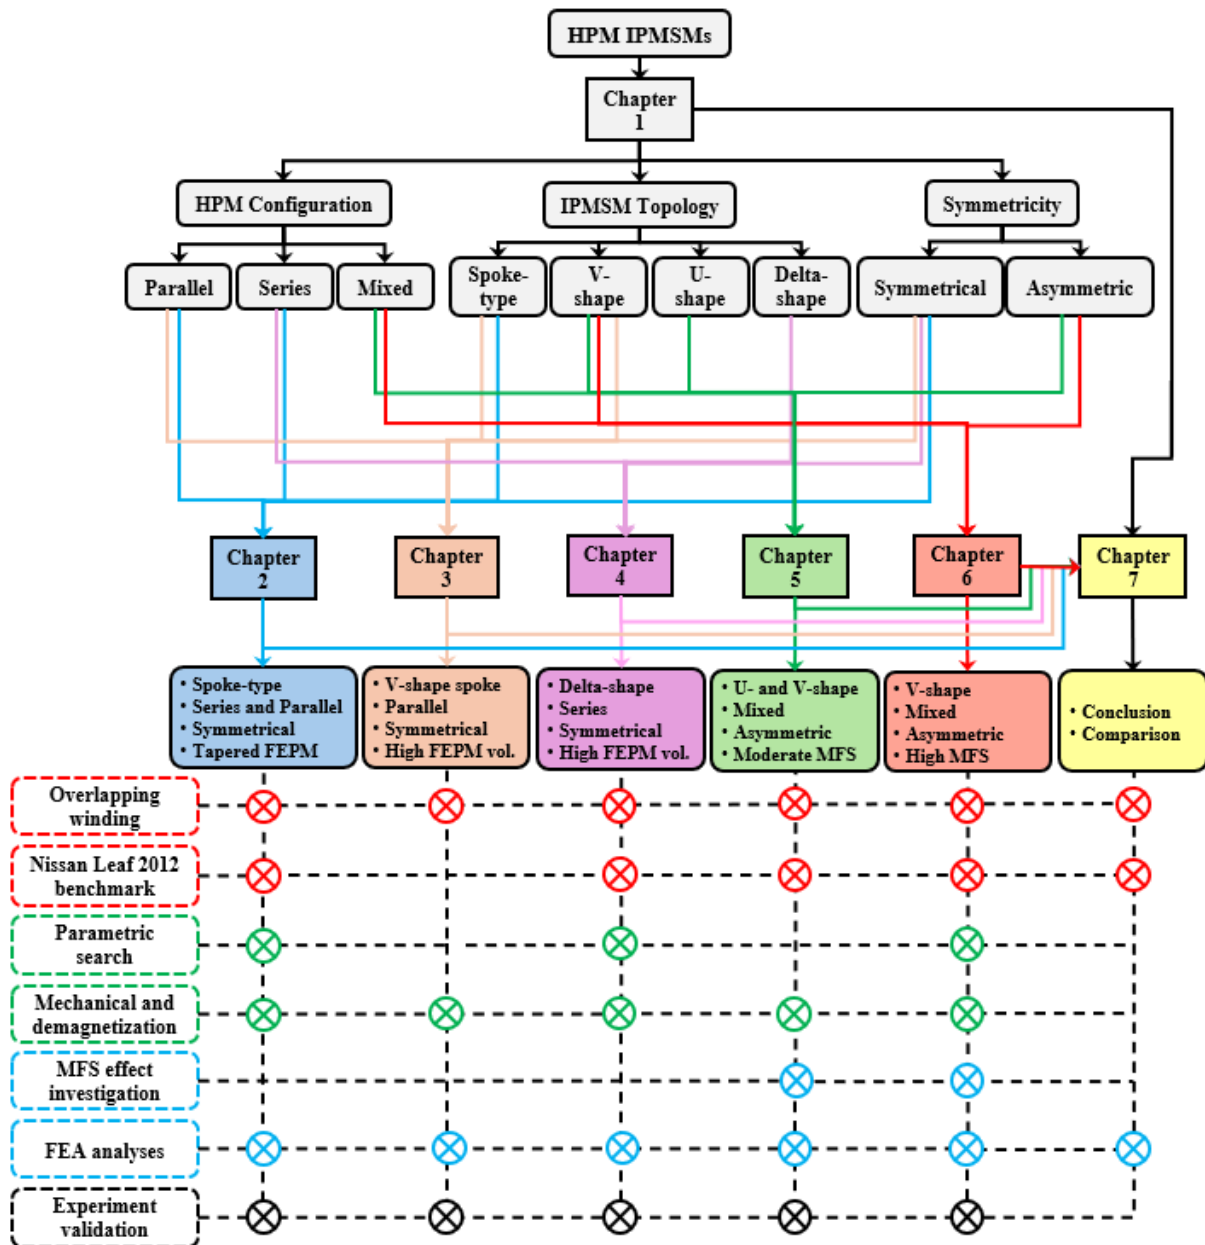 HPM IPMSMs
Chapter
1
HPM Configuration
IPMSM Topology
Symmetricity
Parallel
Series
Mixed
Spoke-
type
V-
shape
U-
shape
Delta-
shape
Symmetrical
Asymmetric
Chapter
2
Chapter
3
Chapter
4
Chapter
5
Chapter
6
Chapter
7
• Spoke-type
• Series and Parallel
• Symmetrical
• Tapered FEPM
• V-shape spoke
• Parallel
• Symmetrical
• High FEPM vol.
• Delta-shape
• Series
• Symmetrical
• High FEPM vol.
• U- and V-shape
• Mixed
• Asymmetric
• Moderate MFS
• V-shape
• Mixed
• Asymmetric
• High MFS
• Conclusion
• Comparison
Overlapping
winding
Nissan Leaf 2012
benchmark
Parametric
search
Mechanical and
demagnetization
MFS effect
investigation
FEA analyses
Experiment
validation